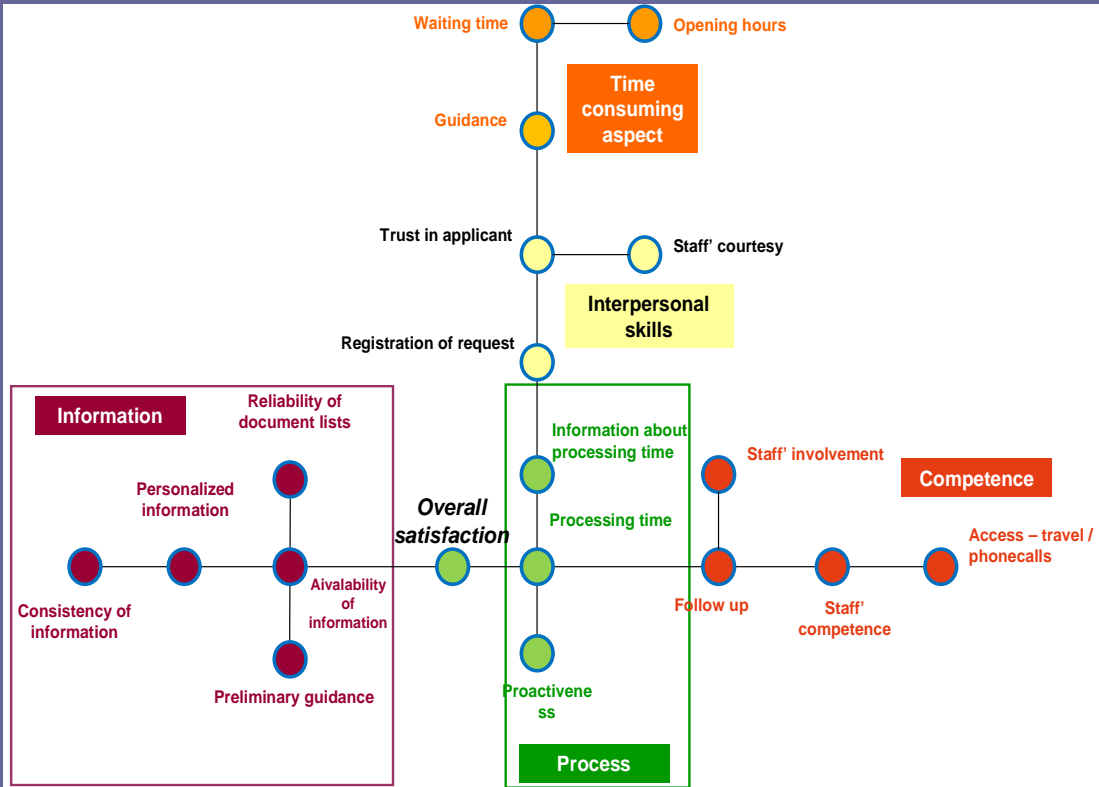 Waiting time
Opening hours
Time
consuming
aspect
Guidance
Trust in applicant
Staff' courtesy
Interpersonal
skills
Registration of request
Information
Reliability of
document lists
Information about
processing time
Staff' involvement
Competence
Personalized
information
Overall
satisfaction
Processing time
Access – travel /
phonecalls
Consistency of
information
Aivalability
of
information
Follow up
Staff'
competence
Preliminary guidance
Proactivene
ss
Process